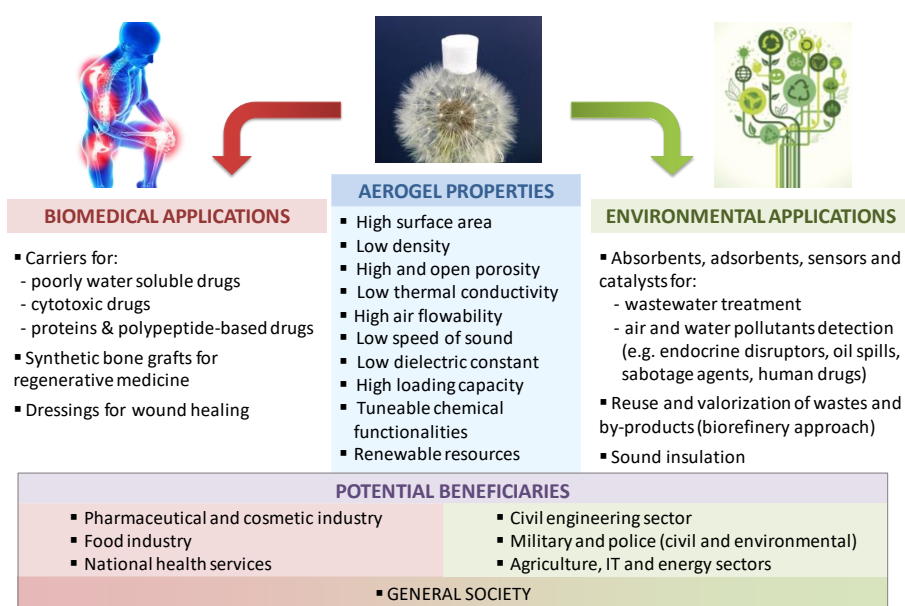 BIOMEDICAL APPLICATIONS
▪ Carriers for:
- poorly water soluble drugs
- cytotoxic drugs
- proteins & polypeptide-based drugs
▪ Synthetic bone grafts for
regenerative medicine
▪ Dressings for wound healing
AEROGEL PROPERTIES
▪ High surface area
▪ Low density
▪ High and open porosity
▪ Low thermal conductivity
▪ High air flowability
▪ Low speed of sound
▪ Low dielectric constant
▪ High loading capacity
▪ Tuneable chemical
functionalities
▪ Renewable resources
ENVIRONMENTAL APPLICATIONS
▪ Absorbents, adsorbents, sensors and
catalysts for:
- wastewater treatment
- air and water pollutants detection
(e.g. endocrine disruptors, oil spills,
sabotage agents, human drugs)
▪ Reuse and valorization of wastes and
by-products (biorefinery approach)
▪ Sound insulation
POTENTIAL BENEFICIARIES
▪ Pharmaceutical and cosmetic industry
▪ Food industry
▪ National health services
▪ Civil engineering sector
▪ Military and police (civil and environmental)
▪ Agriculture, IT and energy sectors
▪ GENERAL SOCIETY